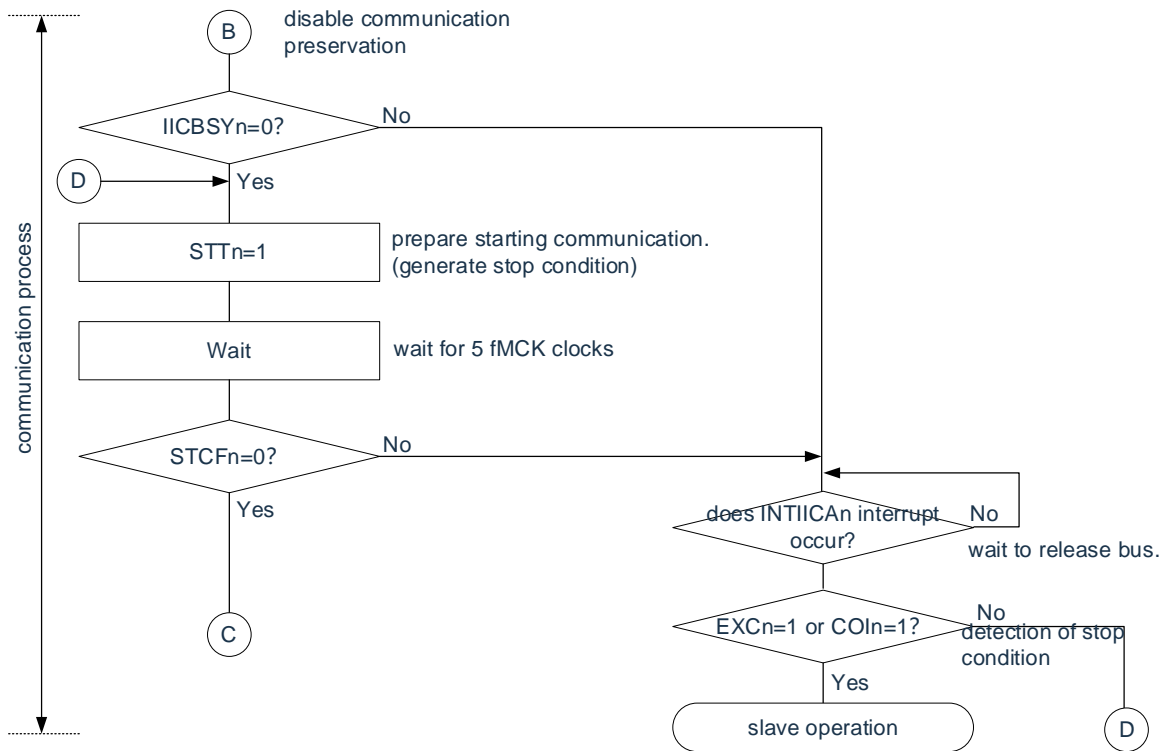 B
disable communication
preservation
IICBSYn=0?
No
D
Yes
STTn=1
prepare starting communication.
(generate stop condition)
Wait
wait for 5 fMCK clocks
communication process
STCFn=0?
No
Yes
does INTIICAn interrupt
occur?
No
wait to release bus.
C
EXCn=1 or COIn=1?
No
detection of stop
condition
Yes
slave operation
D